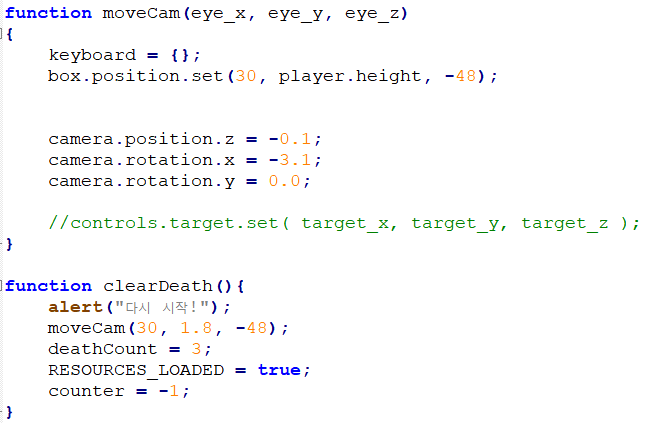 function moveCam(eye_x, eye_y, eye_z)
{
keyboard = {};
box.position.set(30, player.height, -48);
camera.position.z = -0.1;
camera.rotation.x = -3.1;
camera.rotation.y = 0.0;
//controls.target.set( target_x, target_y, target_z );
}
function clearDeath(){
alert("다시 시작!");
moveCam(30, 1.8, -48);
deathCount = 3;
RESOURCES_LOADED = true;
counter = -1;
}